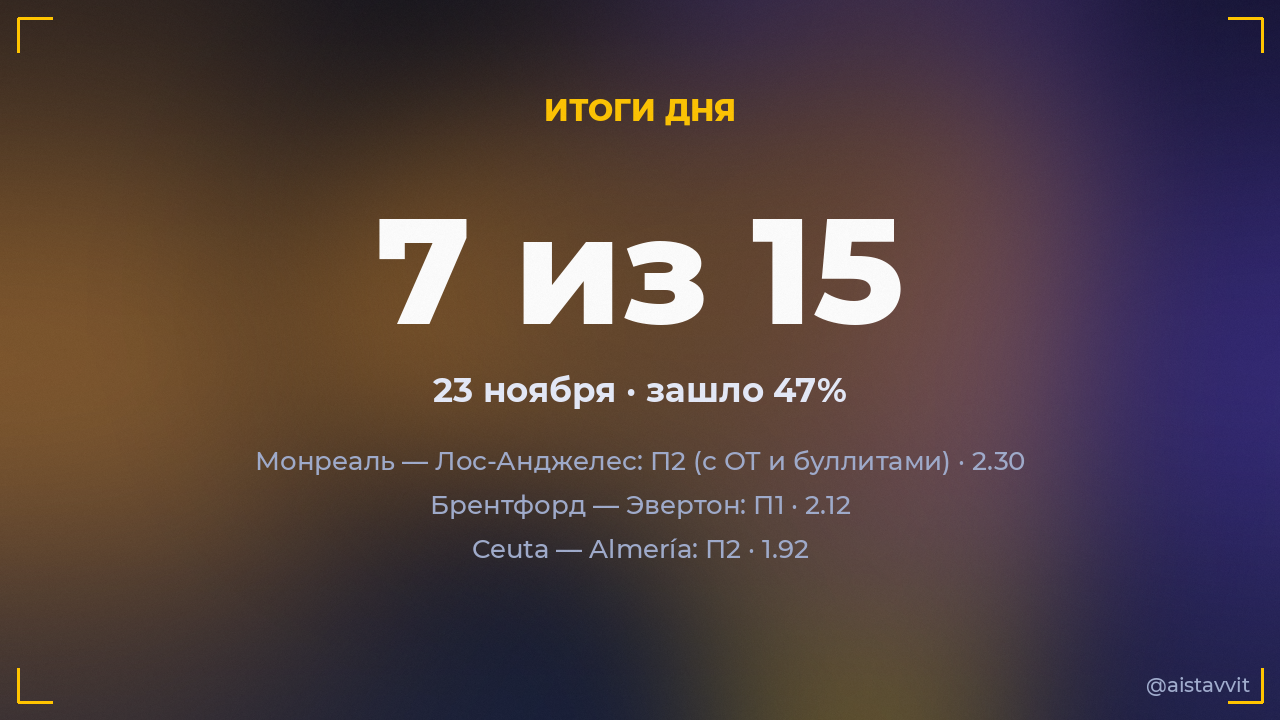 ИТОГИ ДНЯ
7 из 15
23 ноября · зашло 47%
Монреаль — Лос-Анджелес: П2 (с ОТ и буллитами) · 2.30
Брентфорд — Эвертон: П1 · 2.12
Ceuta — Almería: П2 · 1.92
@aistavvit